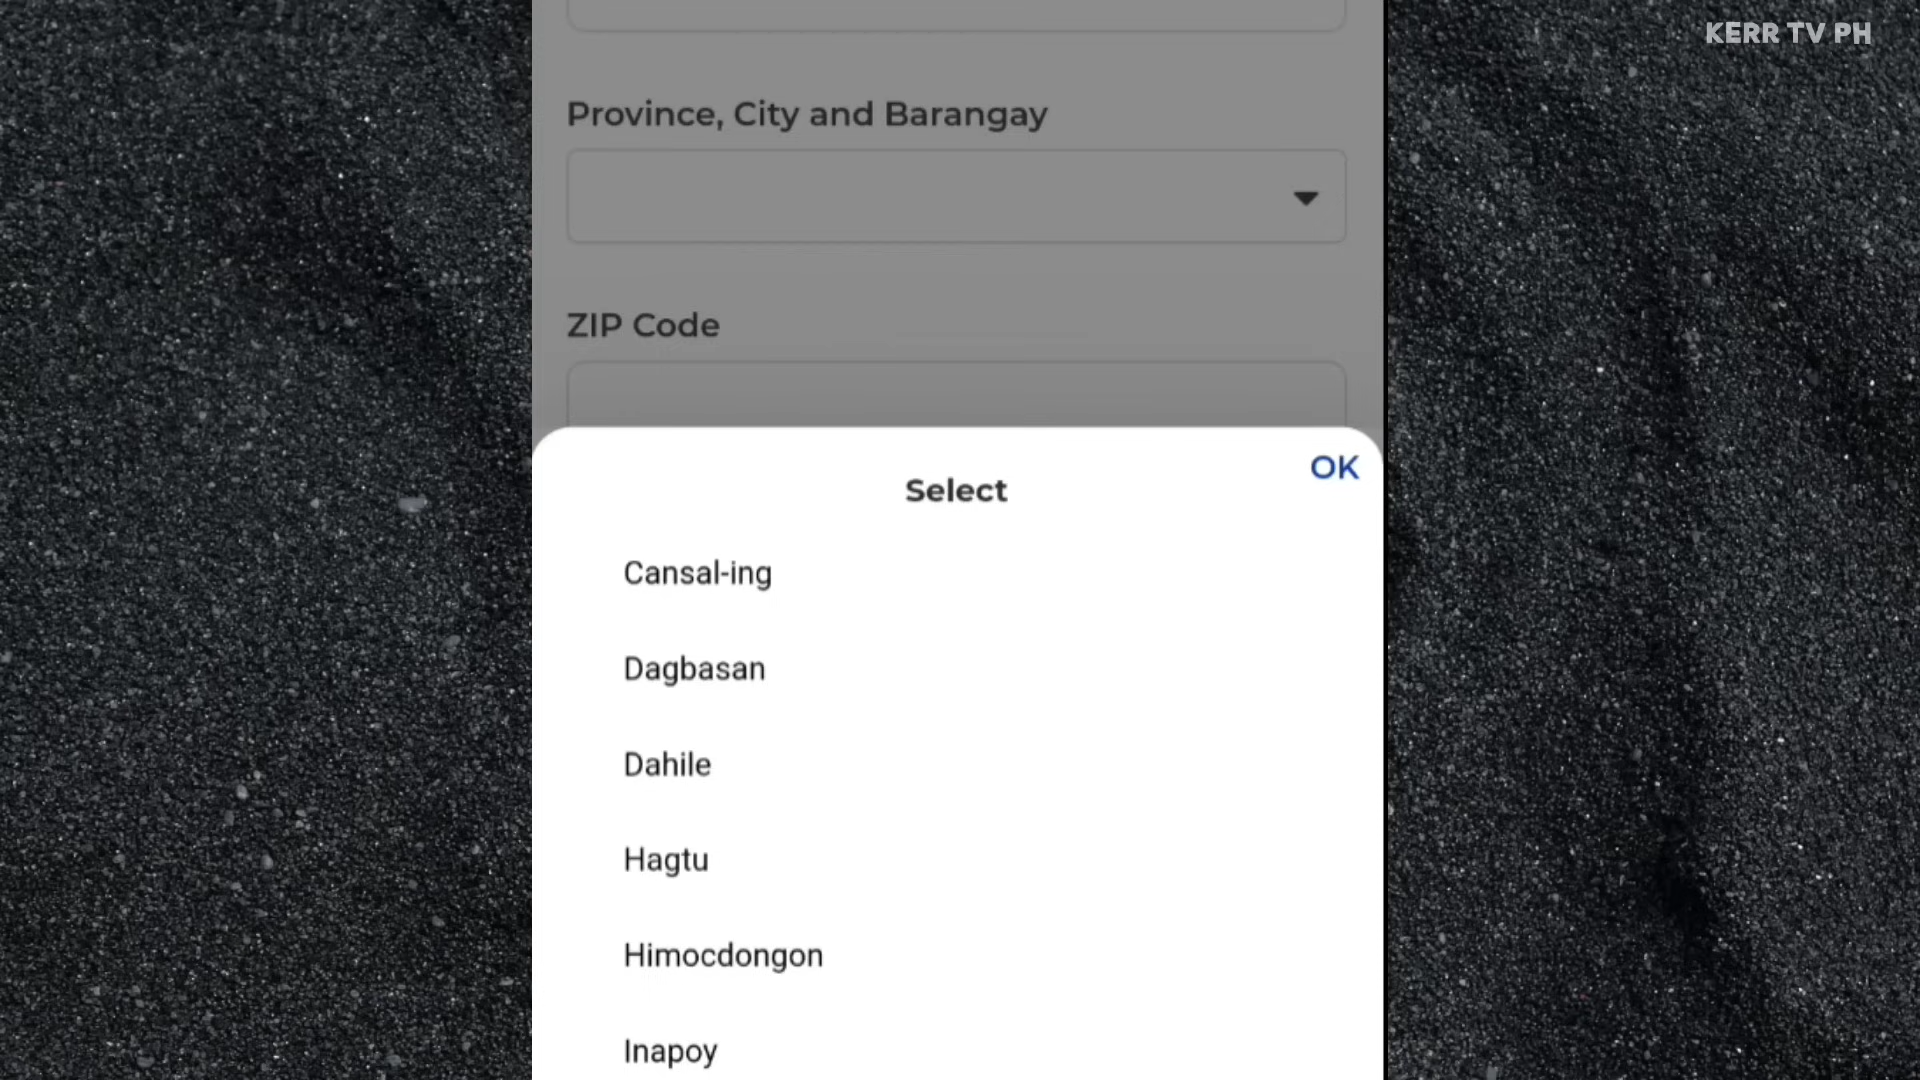 KERR TV PH
Province, City and Barangay
ZIP Code
OK
Select
Cansal-ing
Dagbasan
Dahile
Hagtu
Himocdongon
Inapoy